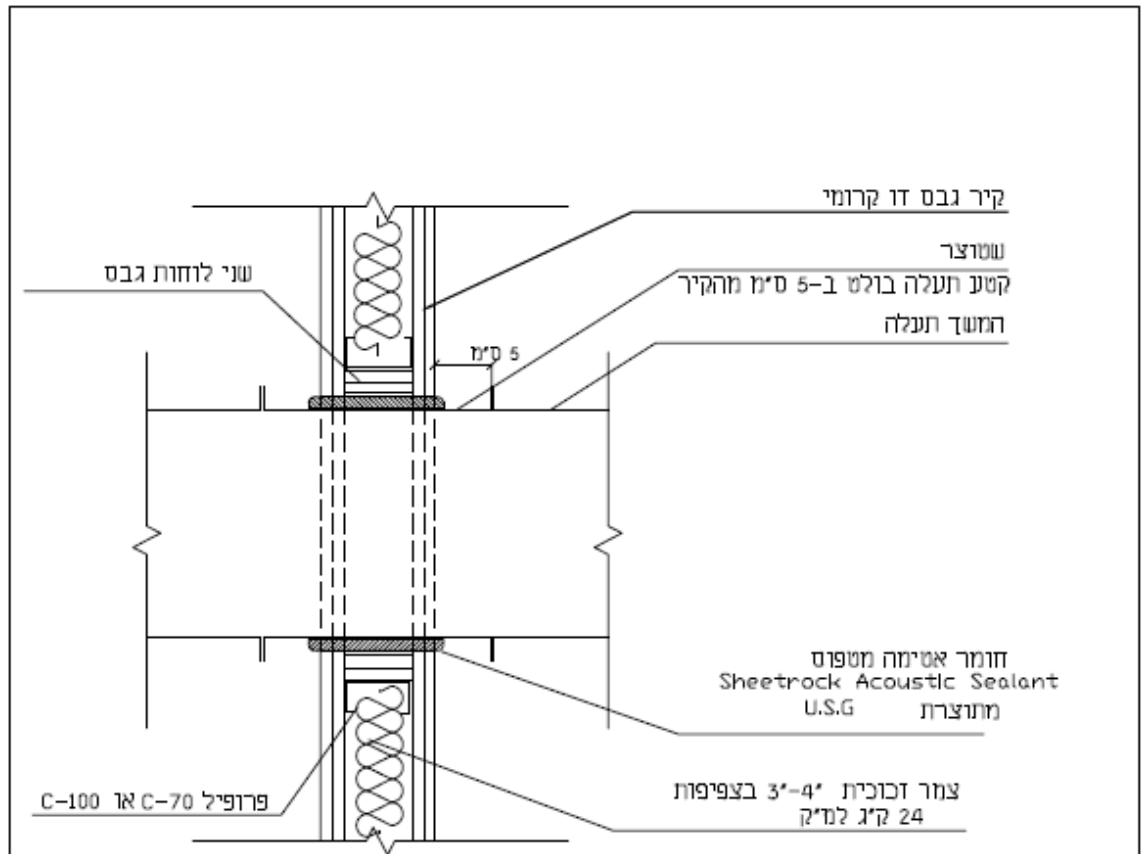 קיר גבס דו קרומי
שטוצר
קטע תעלה בולט ב-5 ס"מ מהקיר
המשך תעלה
שני לוחות גבס
5 ס"מ
חומר אטימה מטפוס
Sheetrock Acoustic Sealant
מתוצרת U.S.G
צמר זכוכית "4-"3 בצפיפות
24 ק"ג למ"ק
פרופיל C-70 או C-100